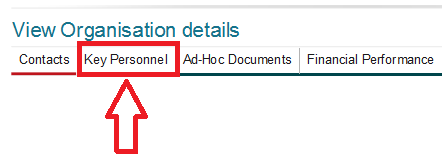 View Organisation details
Contacts Key Personnel Ad-Hoc Documents Financial Performance